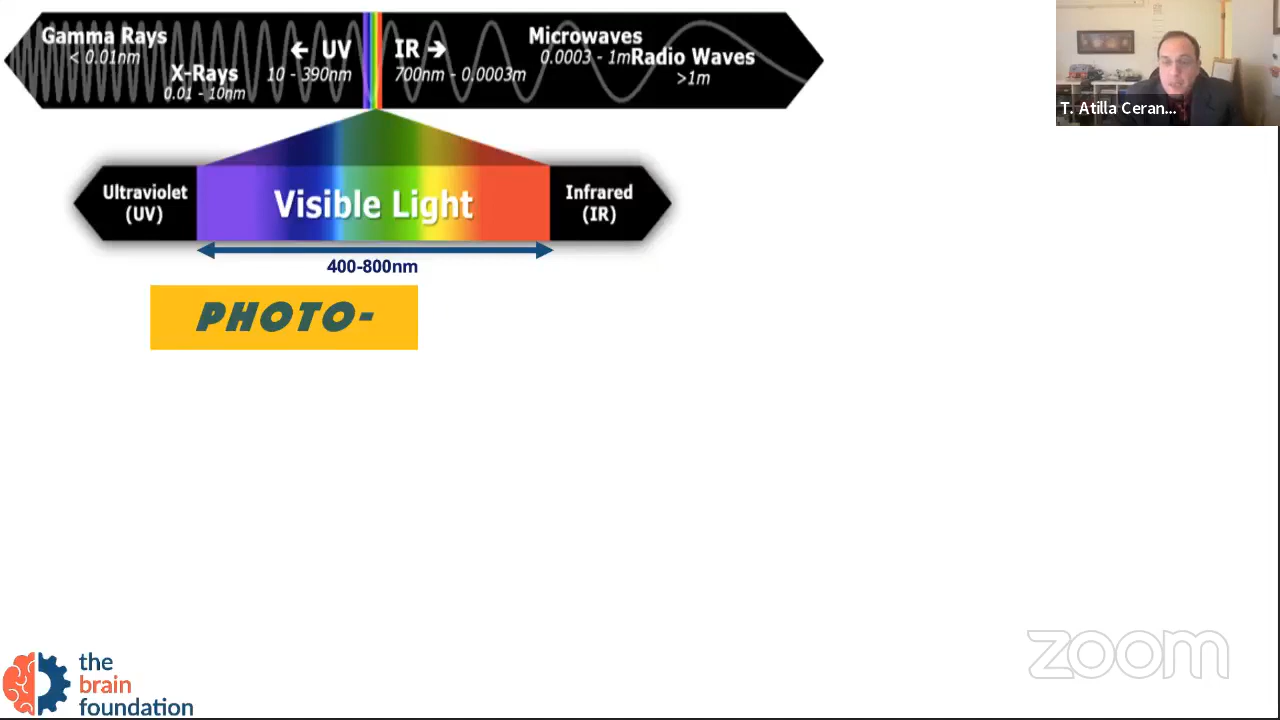 Gamma Rays
< 0.01nm
X-Rays
0.01 - 10nm
← UV
10 - 390nm
IR →
700nm - 0.0003m
Microwaves
0.0003 - 1m
Radio Waves
>1m
T. Atilla Ceran...
Ultraviolet
(UV)
Visible Light
Infrared
(IR)
400-800nm
PHOTO-
the
brain
foundation
zoom